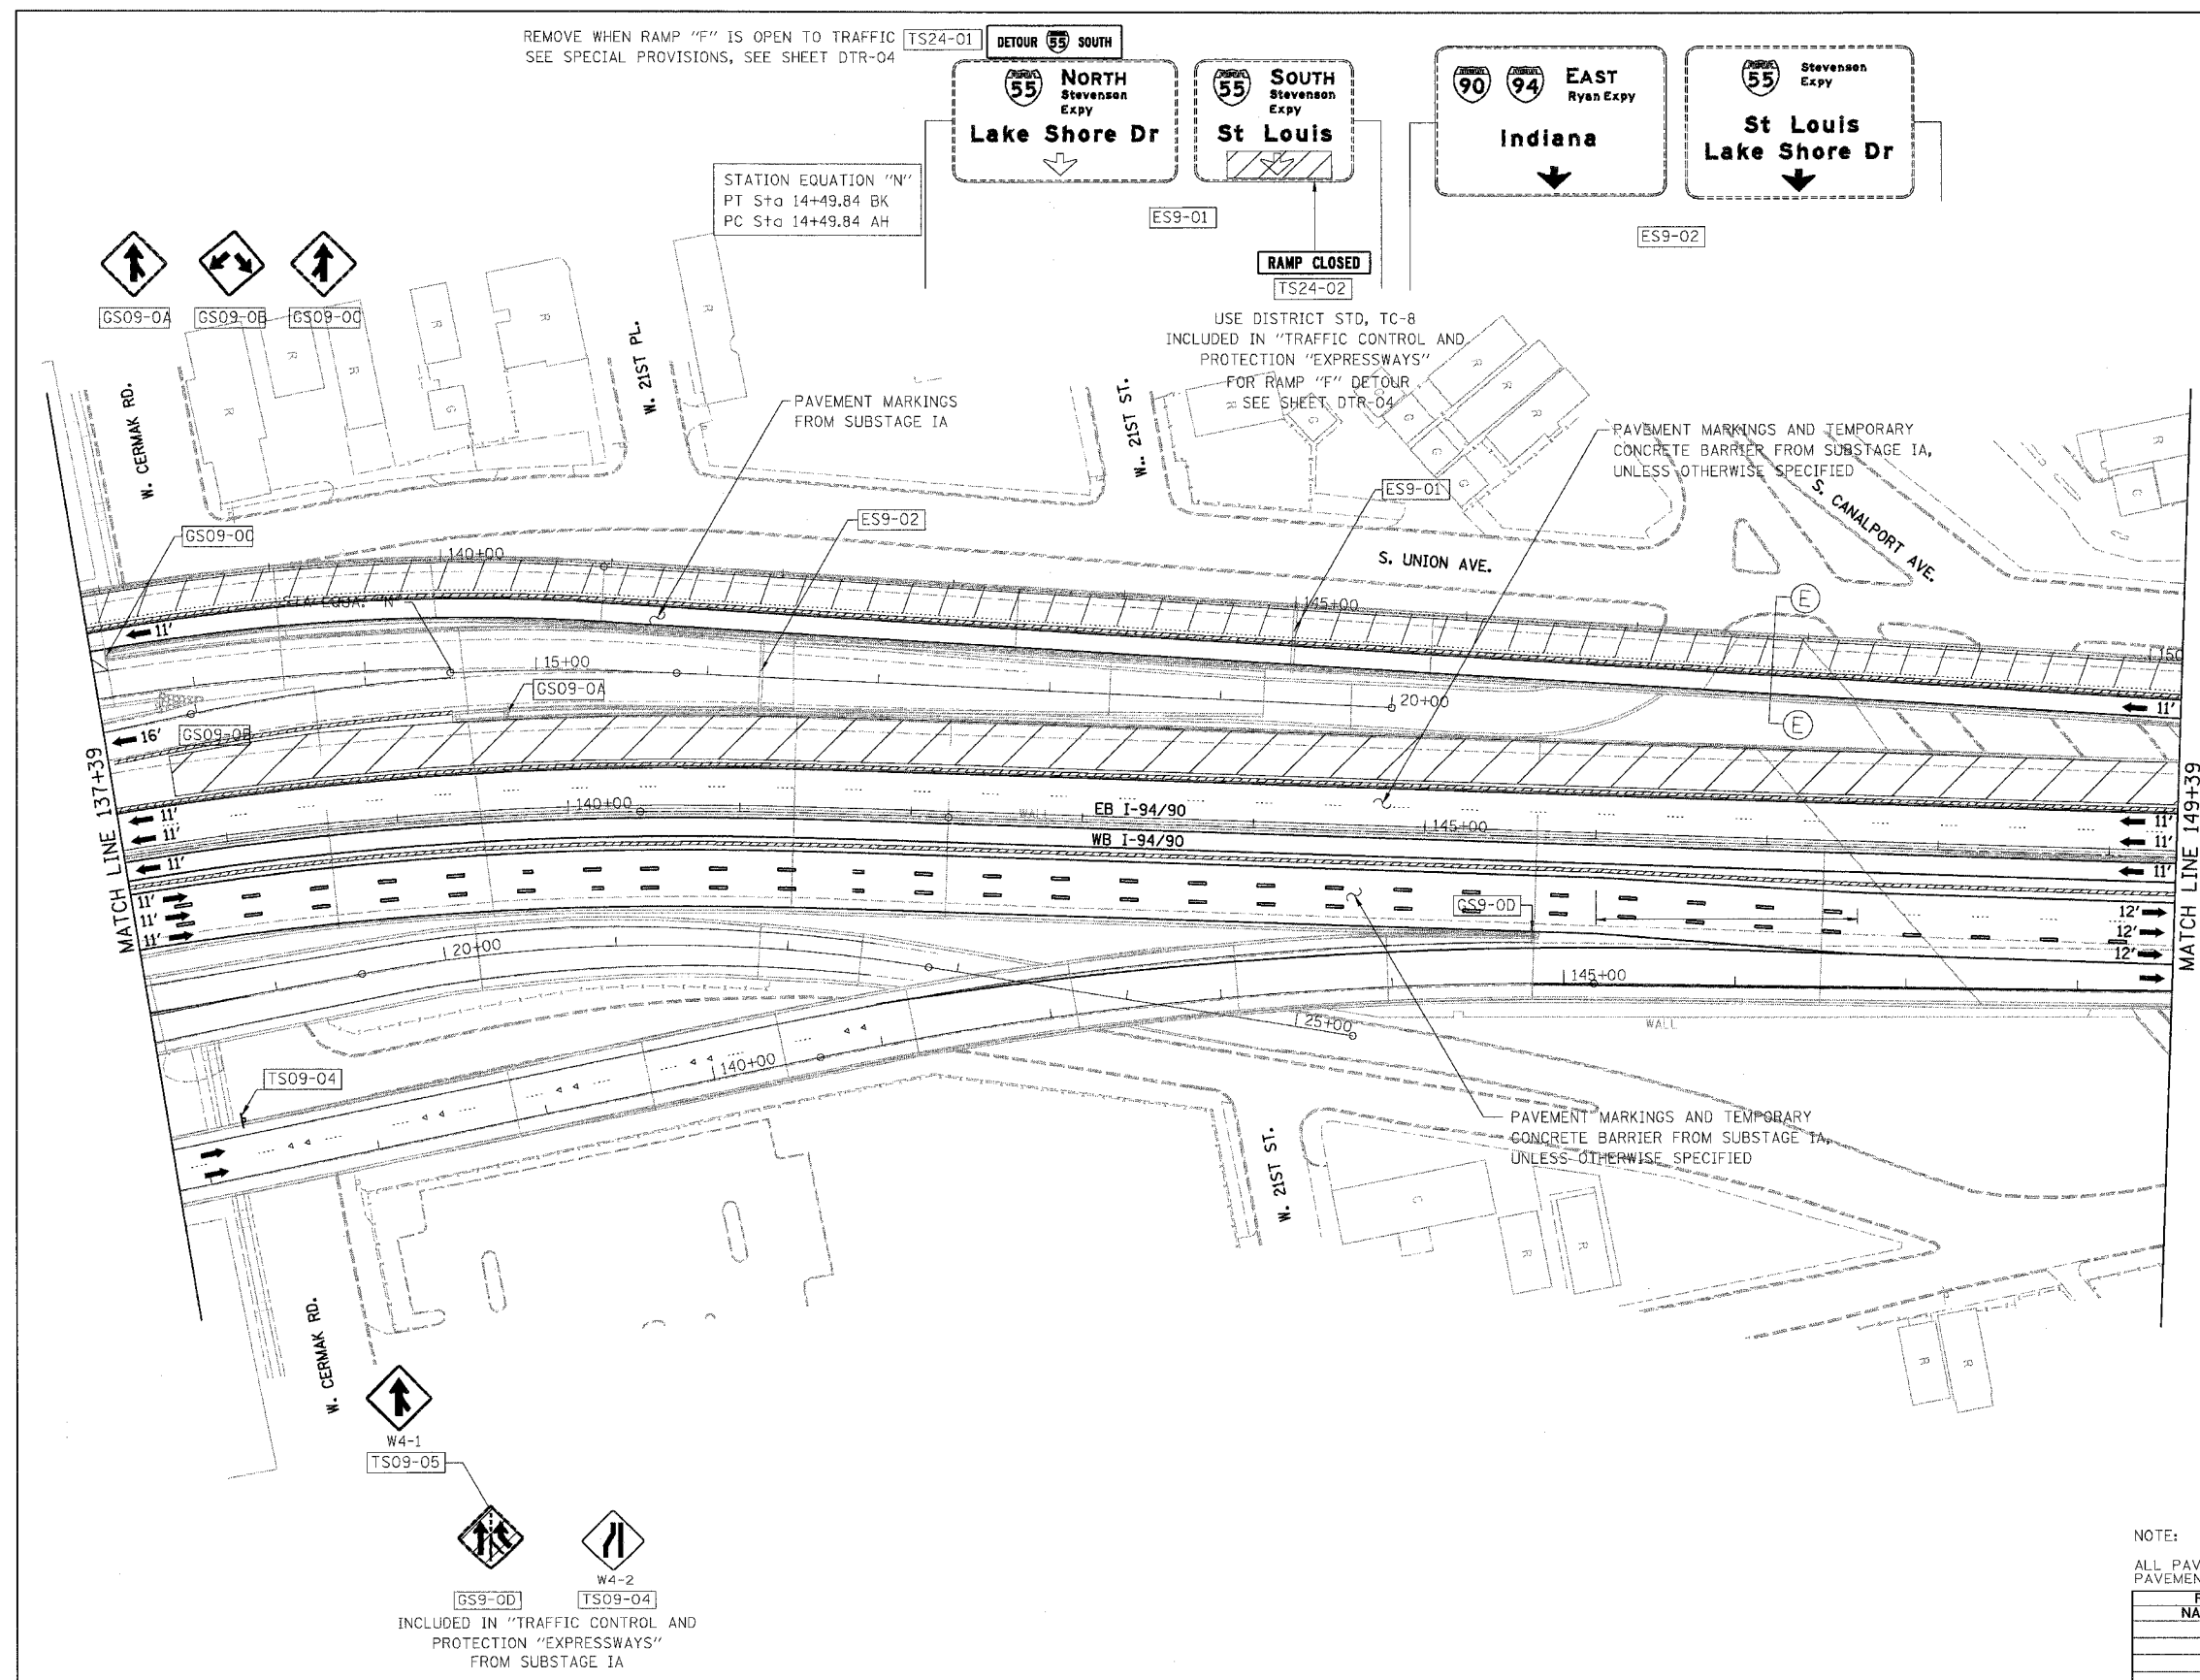 REMOVE WHEN RAMP "F" IS OPEN TO TRAFFIC TS24-01
SEE SPECIAL PROVISIONS, SEE SHEET DTR-04
DETOUR 55 SOUTH
55 NORTH
Stevenson
Expy
Lake Shore Dr
55 SOUTH
Stevenson
Expy
St Louis
90 94 EAST
Ryan Expy
Indiana
55 Stevenson
Expy
St Louis
Lake Shore Dr
STATION EQUATION "N"
PT Sta 14+49.84 BK
PC Sta 14+49.84 AH
ES9-01
ES9-02
RAMP CLOSED
TS24-02
USE DISTRICT STD, TC-8
INCLUDED IN "TRAFFIC CONTROL AND
PROTECTION "EXPRESSWAYS"
FOR RAMP "F" DETOUR
SEE SHEET DTR-04
GS09-0A
GS09-0B
GS09-0C
W. CERMAK RD.
W. 21ST PL.
W. 21ST ST.
PAVEMENT MARKINGS
FROM SUBSTAGE IA
PAVEMENT MARKINGS AND TEMPORARY
CONCRETE BARRIER FROM SUBSTAGE IA,
UNLESS OTHERWISE SPECIFIED
S. CANALPORT AVE.
S. UNION AVE.
GS09-0C
ES9-02
ES9-01
140+00
145+00
150
E
STA EQUA. "N"
11'
15+00
GS09-0A
20+00
11'
E
16'
GS09-0B
MATCH LINE 137+39
MATCH LINE 149+39
140+00
WALL
EB I-94/90
145+00
WB I-94/90
11'
11'
11'
11'
11'
11'
11'
11'
11'
GS9-0D
12'
12'
12'
20+00
145+00
25+00
WALL
140+00
TS09-04
PAVEMENT MARKINGS AND TEMPORARY
CONCRETE BARRIER FROM SUBSTAGE IA,
UNLESS OTHERWISE SPECIFIED
W. 21ST ST.
W. CERMAK RD.
W4-1
TS09-05
GS9-0D
W4-2
TS09-04
INCLUDED IN "TRAFFIC CONTROL AND
PROTECTION "EXPRESSWAYS"
FROM SUBSTAGE IA
NOTE:
ALL PAV
PAVEMEN
NA